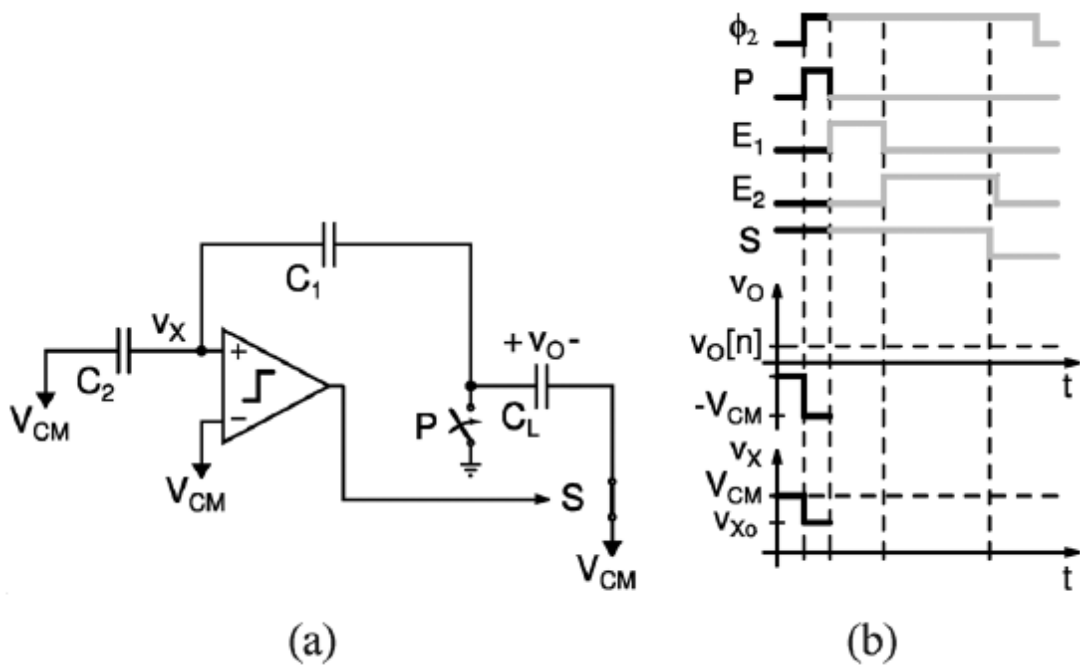 C₁
vX
C₂
VCM
+
−
VCM
+ vO -
P
CL
S
VCM
(a)
ϕ₂
P
E₁
E₂
S
vO
vO[n]
t
-VCM
vX
VCM
vXo
t
(b)